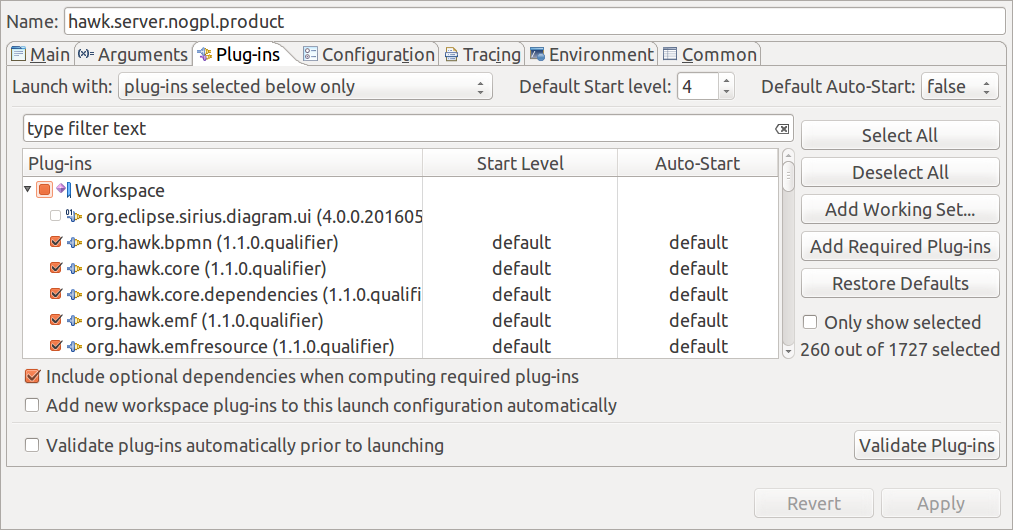 Name: hawk.server.nogpl.product
Main (x)= Arguments Plug-ins Configuration Tracing Environment Common
Launch with: plug-ins selected below only Default Start level: 4 Default Auto-Start: false
type filter text
Select All
Plug-ins Start Level Auto-Start
Deselect All
Workspace
org.eclipse.sirius.diagram.ui (4.0.0.201605
Add Working Set...
org.hawk.bpmn (1.1.0.qualifier) default default
Add Required Plug-ins
org.hawk.core (1.1.0.qualifier) default default
Restore Defaults
org.hawk.core.dependencies (1.1.0.qualifi default default
org.hawk.emf (1.1.0.qualifier) default default
Only show selected
org.hawk.emfresource (1.1.0.qualifier) default default
260 out of 1727 selected
Include optional dependencies when computing required plug-ins
Add new workspace plug-ins to this launch configuration automatically
Validate plug-ins automatically prior to launching Validate Plug-ins
Revert Apply